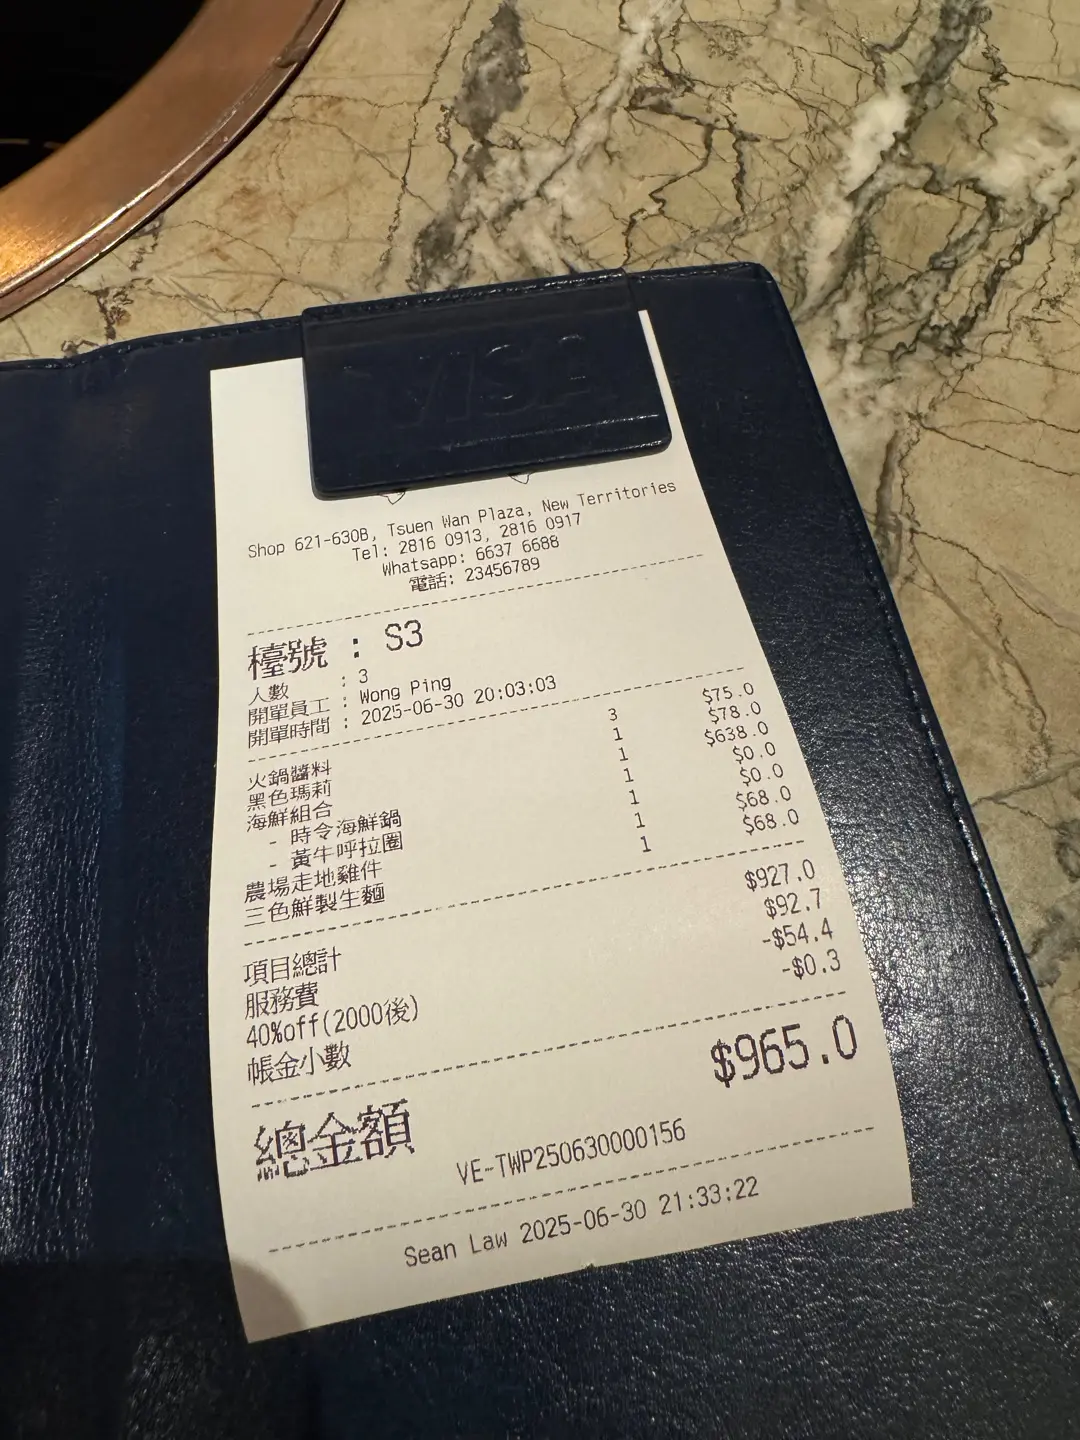 VISA
Shop 621-630B, Tsuen Wan Plaza, New Territories
Tel: 2816 0913, 2816 0917
Whatsapp: 6637 6688
電話: 23456789
檯號 : S3
人數 : 3
開單員工 : Wong Ping
開單時間 : 2025-06-30 20:03:03
火鍋醬料 3 $75.0
黑色瑪莉 1 $78.0
海鮮組合 1 $638.0
- 時令海鮮鍋 1 $0.0
- 黃牛呼拉圈 1 $0.0
農場走地雞件 1 $68.0
三色鮮製生麵 1 $68.0
項目總計 $927.0
服務費 $92.7
40%off(2000後) -$54.4
帳金小數 -$0.3
總金額 $965.0
VE-TWP250630000156
Sean Law 2025-06-30 21:33:22